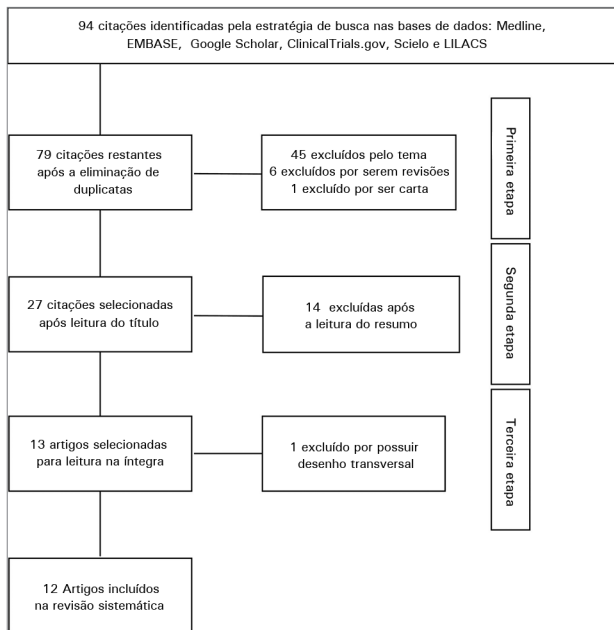 94 citações identificadas pela estratégia de busca nas bases de dados: Medline,
EMBASE, Google Scholar, ClinicalTrials.gov, Scielo e LILACS
79 citações restantes
após a eliminação de
duplicatas
45 excluídos pelo tema
6 excluídos por serem revisões
1 excluído por ser carta
Primeira etapa
27 citações selecionadas
após leitura do título
14 excluídas após
a leitura do resumo
Segunda etapa
13 artigos selecionadas
para leitura na íntegra
1 excluído por possuir
desenho transversal
Terceira etapa
12 Artigos incluídos
na revisão sistemática